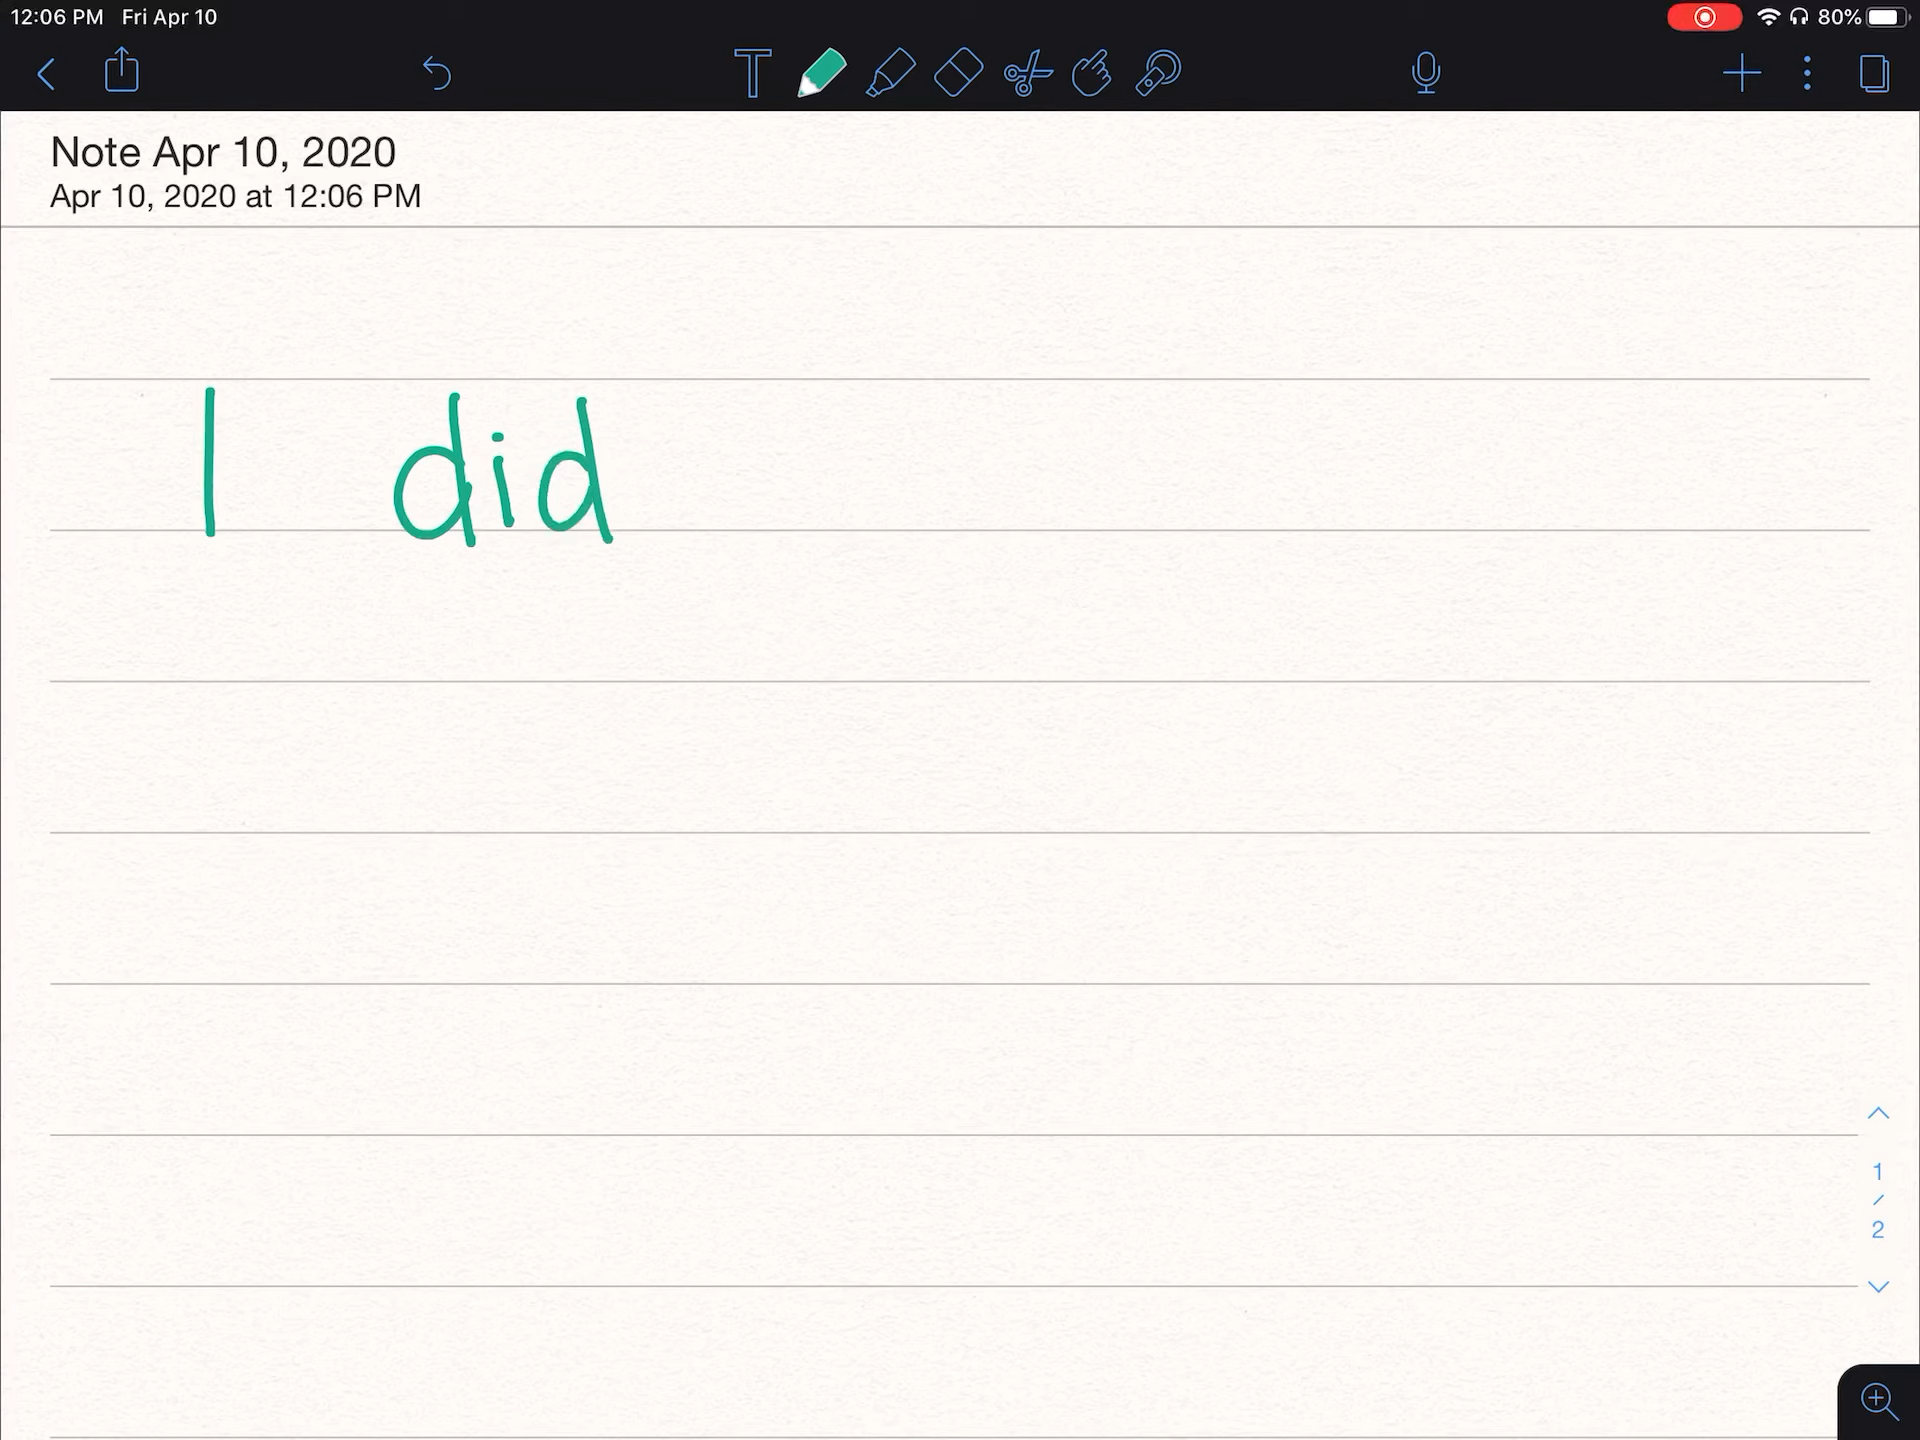 12:06 PM Fri Apr 10 80%
T
Note Apr 10, 2020
Apr 10, 2020 at 12:06 PM
I did
1
/
2